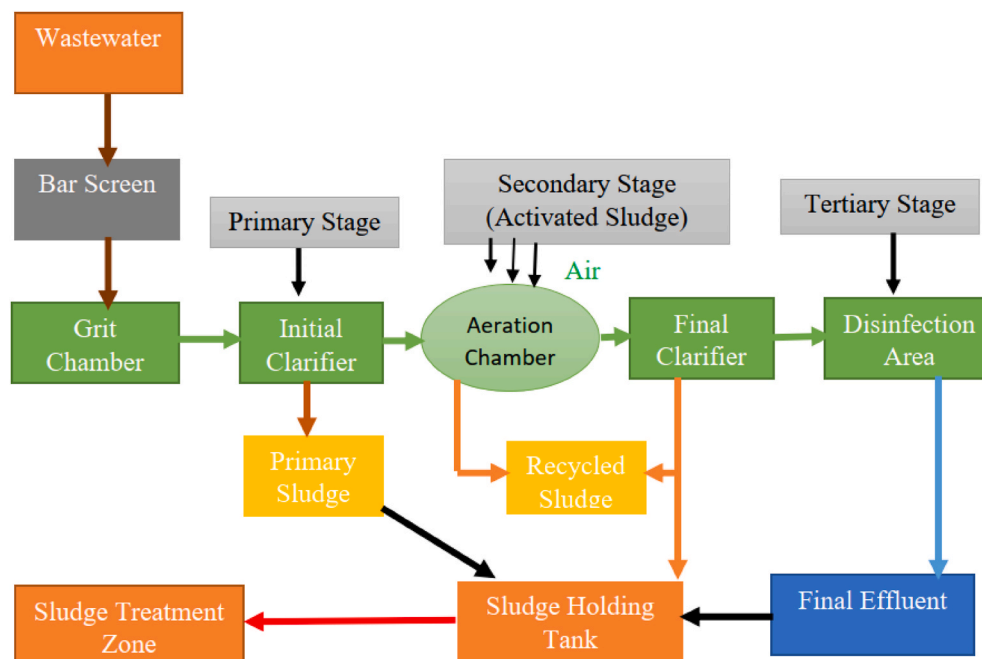 Wastewater
Bar Screen
Primary Stage
Secondary Stage
(Activated Sludge)
Tertiary Stage
Air
Grit
Chamber
Initial
Clarifier
Aeration
Chamber
Final
Clarifier
Disinfection
Area
Primary
Sludge
Recycled
Sludge
Sludge Treatment
Zone
Sludge Holding
Tank
Final Effluent